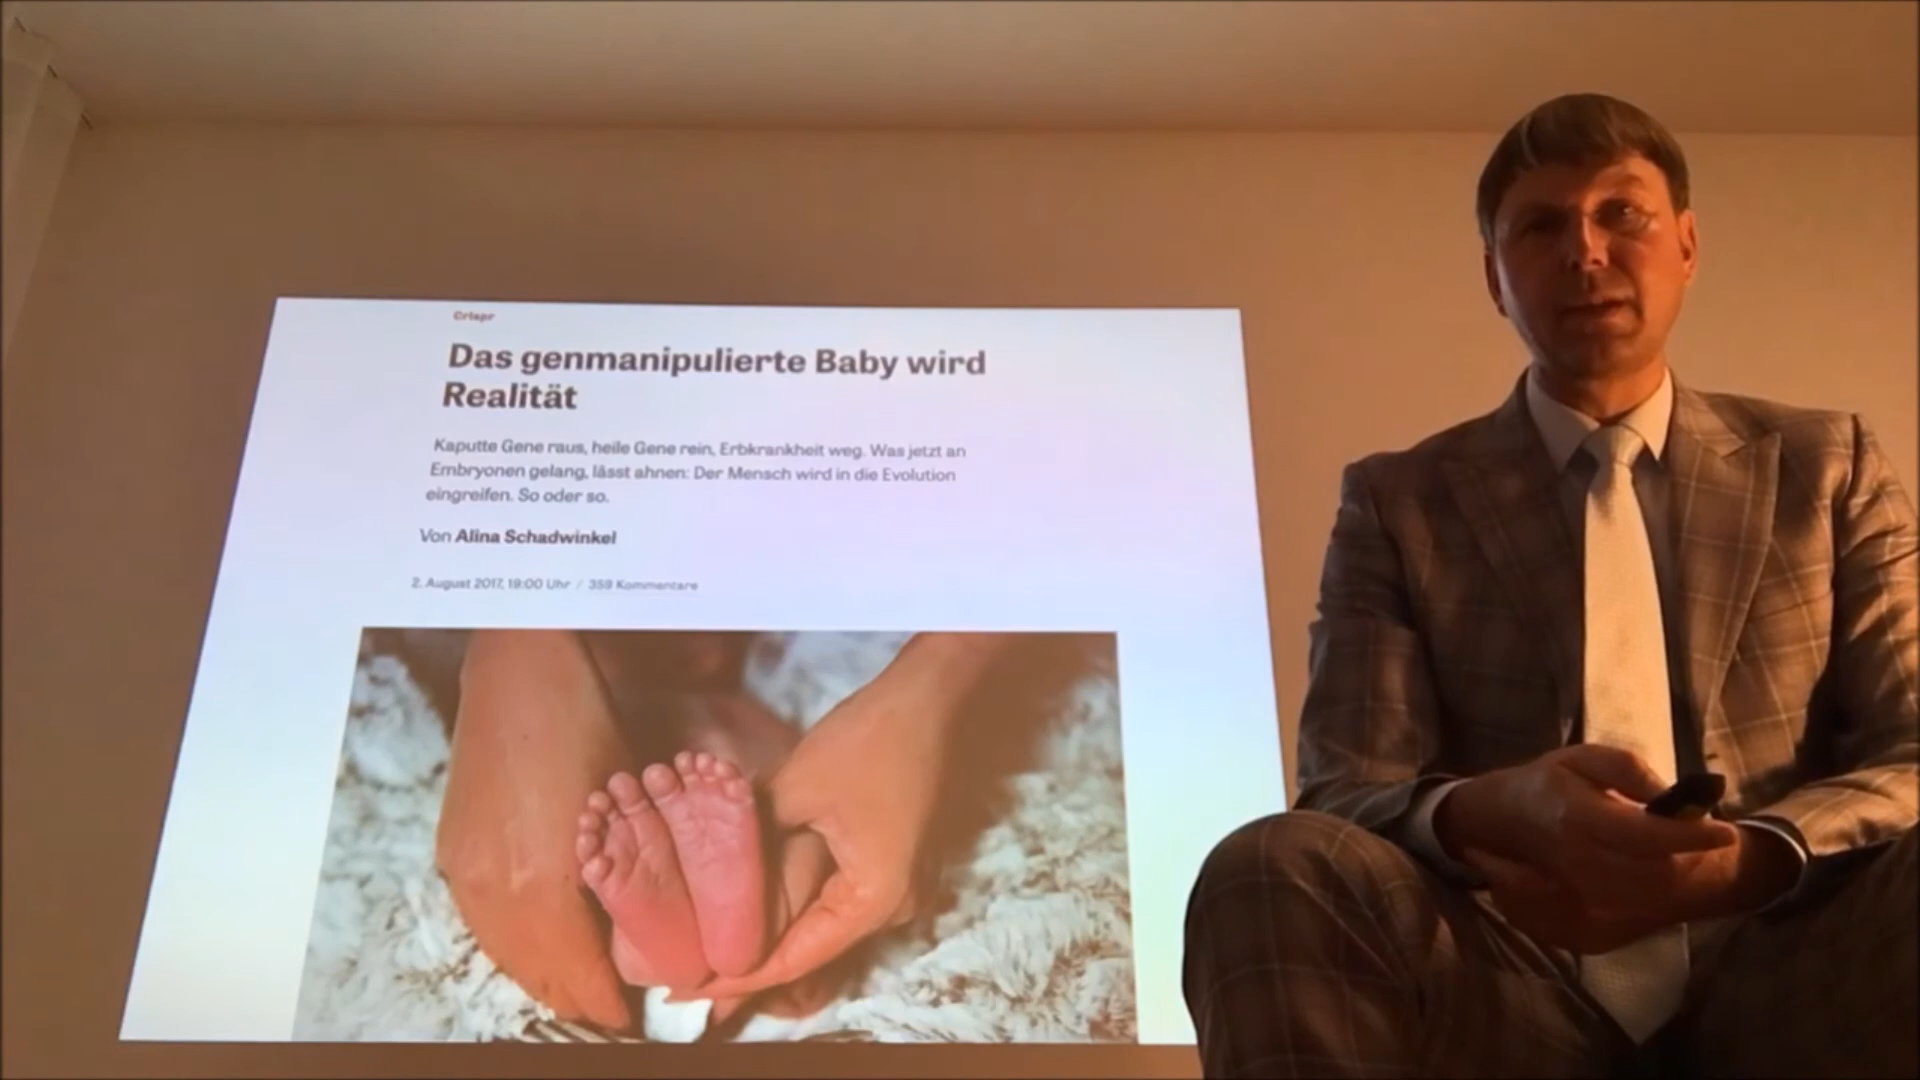 Crispr
Das genmanipulierte Baby wird
Realität
Kaputte Gene raus, heile Gene rein, Erbkrankheit weg. Was jetzt an
Embryonen gelang, lässt ahnen: Der Mensch wird in die Evolution
eingreifen. So oder so.
Von Alina Schadwinkel
2. August 2017, 19:00 Uhr / 359 Kommentare